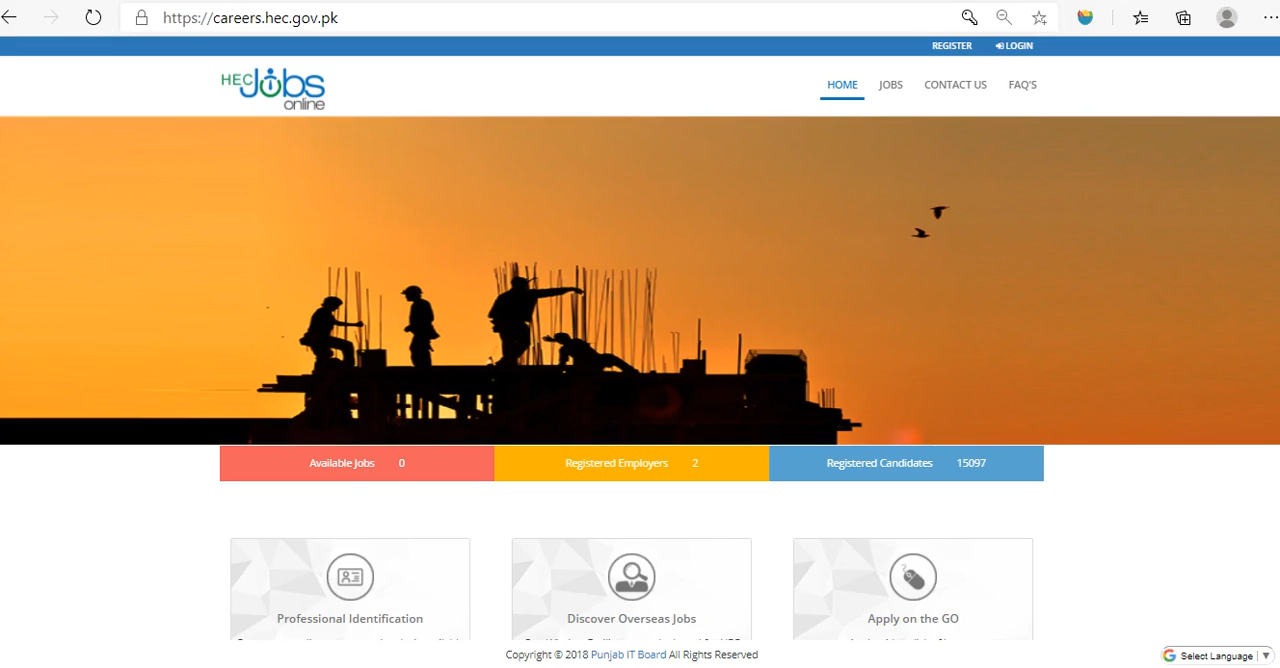 https://careers.hec.gov.pk
REGISTER LOGIN
HEC Jobs online
HOME JOBS CONTACT US FAQ'S
Available Jobs 0 Registered Employers 2 Registered Candidates 15097
Professional Identification Discover Overseas Jobs Apply on the GO
Copyright © 2018 Punjab IT Board All Rights Reserved
Select Language